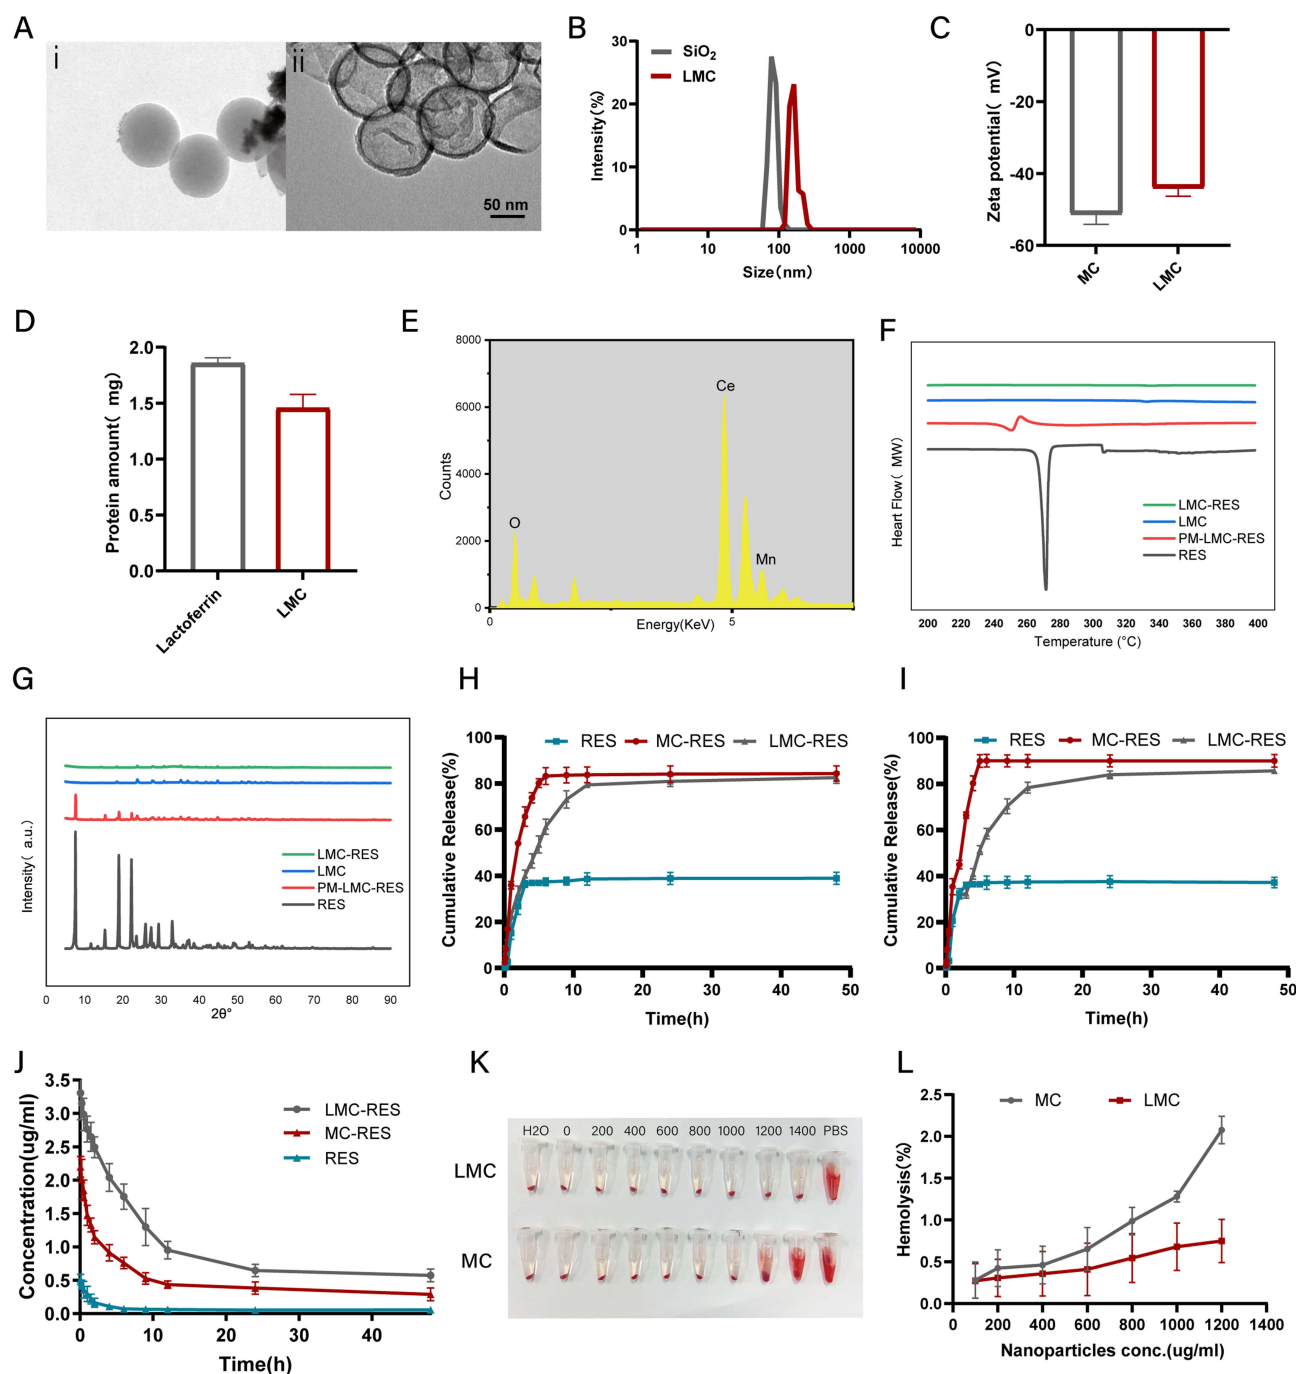 A
i
ii
50 nm
B
SiO2
LMC
Intensity(%)
30
20
10
0
1 10 100 1000 10000
Size(nm)
C
Zeta potential( mV)
0
-20
-40
-60
MC LMC
D
Protein amount( mg)
2.0
1.5
1.0
0.5
0.0
Lactoferrin LMC
E
Counts
8000
6000
4000
2000
0
O
Ce
Mn
0 5
Energy(KeV)
F
Heart Flow( MW)
LMC-RES
LMC
PM-LMC-RES
RES
200 220 240 260 280 300 320 340 360 380 400
Temperature (°C)
G
Intensity( a.u.)
LMC-RES
LMC
PM-LMC-RES
RES
0 10 20 30 40 50 60 70 80 90
2θ°
H
RES MC-RES LMC-RES
Cumulative Release(%)
100
80
60
40
20
0
0 10 20 30 40 50
Time(h)
I
RES MC-RES LMC-RES
Cumulative Release(%)
100
80
60
40
20
0
0 10 20 30 40 50
Time(h)
J
Concentration(ug/ml)
3.5
3.0
2.5
2.0
1.5
1.0
0.5
0.0
LMC-RES
MC-RES
RES
0 10 20 30 40
Time(h)
K
H2O 0 200 400 600 800 1000 1200 1400 PBS
LMC
MC
L
MC LMC
Hemolysis(%)
2.5
2.0
1.5
1.0
0.5
0.0
0 200 400 600 800 1000 1200 1400
Nanoparticles conc.(ug/ml)